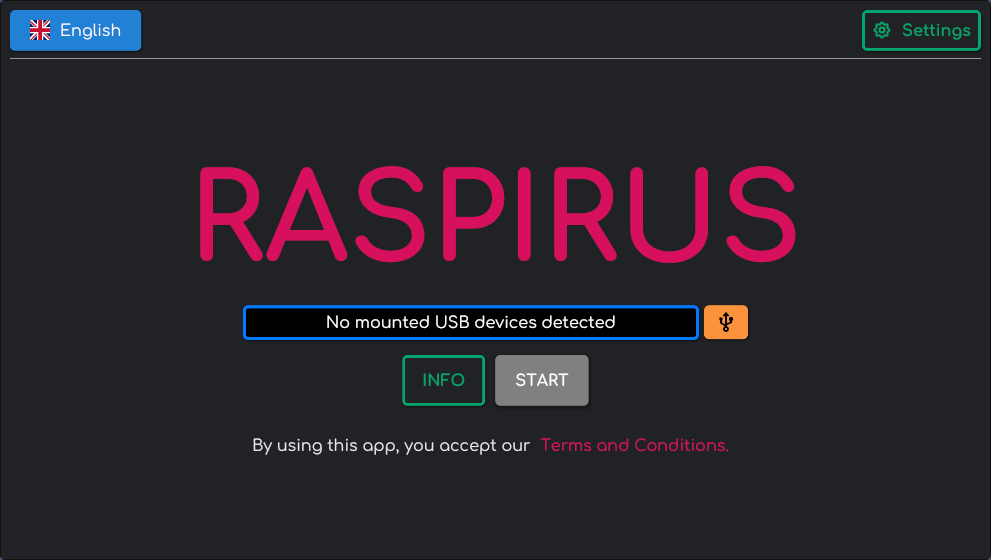 English
Settings
RASPIRUS
No mounted USB devices detected
INFO
START
By using this app, you accept our Terms and Conditions.